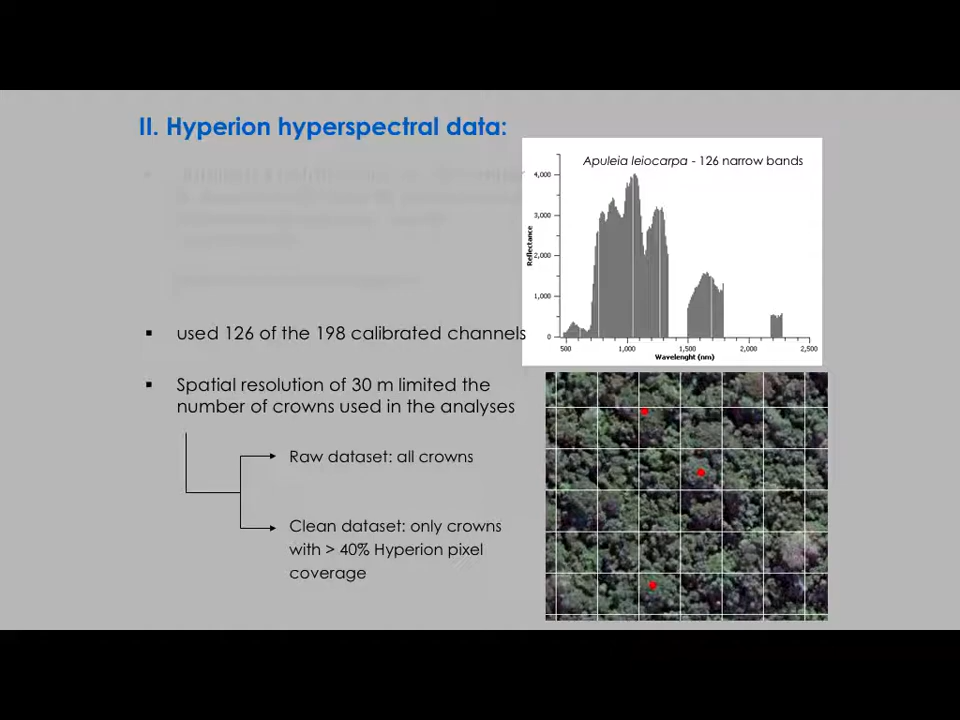 II. Hyperion hyperspectral data:
Apuleia leiocarpa - 126 narrow bands
4,000
3,000
2,000
1,000
0
Reflectance
500
1,000
1,500
2,000
2,500
Wavelenght (nm)
▪ used 126 of the 198 calibrated channels
▪ Spatial resolution of 30 m limited the
number of crowns used in the analyses
Raw dataset: all crowns
Clean dataset: only crowns
with > 40% Hyperion pixel
coverage